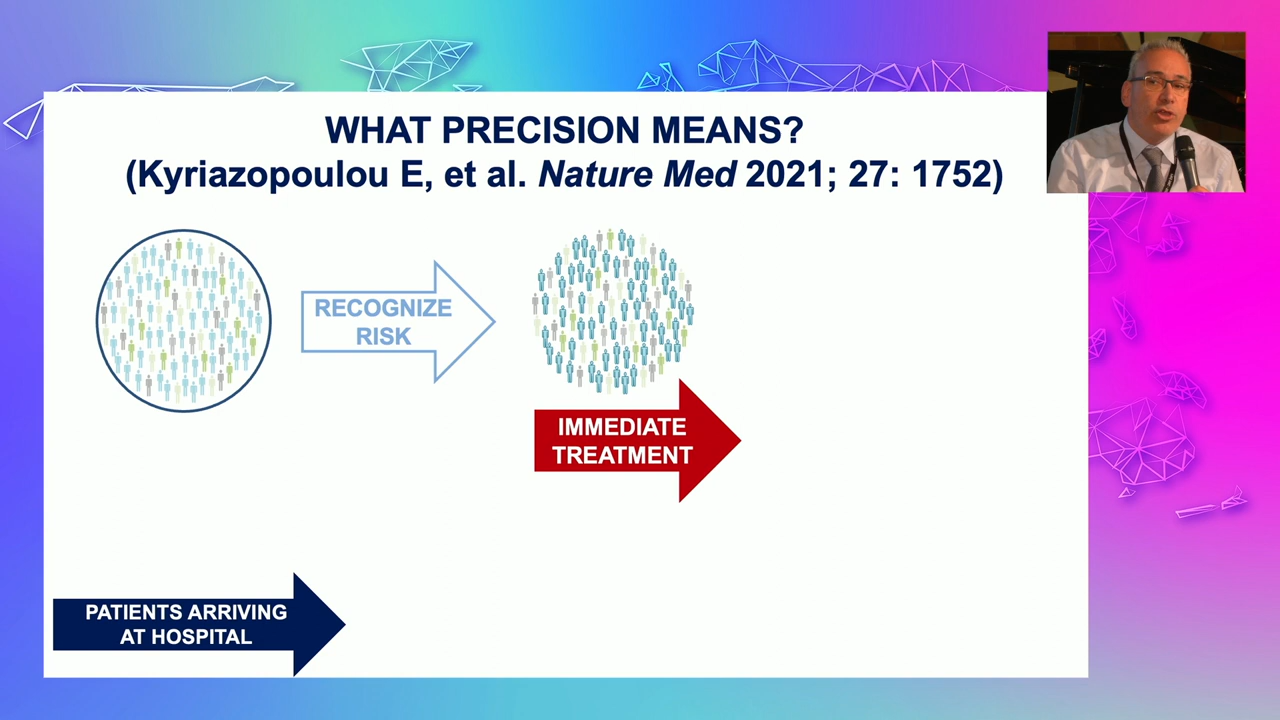 WHAT PRECISION MEANS?
(Kyriazopoulou E, et al. Nature Med 2021; 27: 1752)
RECOGNIZE
RISK
IMMEDIATE
TREATMENT
PATIENTS ARRIVING
AT HOSPITAL